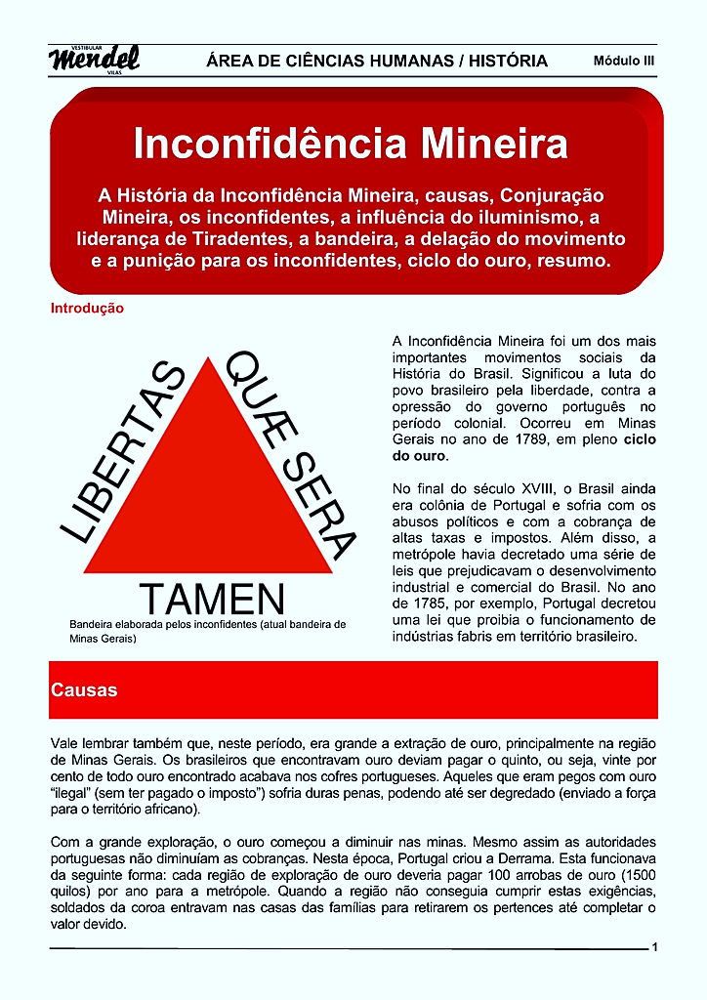 VESTIBULAR
Mendel
VILAS
ÁREA DE CIÊNCIAS HUMANAS / HISTÓRIA
Módulo III
Inconfidência Mineira
A História da Inconfidência Mineira, causas, Conjuração
Mineira, os inconfidentes, a influência do iluminismo, a
liderança de Tiradentes, a bandeira, a delação do movimento
e a punição para os inconfidentes, ciclo do ouro, resumo.
Introdução
LIBERTAS
QUÆ SERA
TAMEN
Bandeira elaborada pelos inconfidentes (atual bandeira de
Minas Gerais)
A Inconfidência Mineira foi um dos mais
importantes movimentos sociais da
História do Brasil. Significou a luta do
povo brasileiro pela liberdade, contra a
opressão do governo português no
período colonial. Ocorreu em Minas
Gerais no ano de 1789, em pleno ciclo
do ouro.
No final do século XVIII, o Brasil ainda
era colônia de Portugal e sofria com os
abusos políticos e com a cobrança de
altas taxas e impostos. Além disso, a
metrópole havia decretado uma série de
leis que prejudicavam o desenvolvimento
industrial e comercial do Brasil. No ano
de 1785, por exemplo, Portugal decretou
uma lei que proibia o funcionamento de
indústrias fabris em território brasileiro.
Causas
Vale lembrar também que, neste período, era grande a extração de ouro, principalmente na região
de Minas Gerais. Os brasileiros que encontravam ouro deviam pagar o quinto, ou seja, vinte por
cento de todo ouro encontrado acabava nos cofres portugueses. Aqueles que eram pegos com ouro
“ilegal” (sem ter pagado o imposto”) sofria duras penas, podendo até ser degredado (enviado a força
para o território africano).
Com a grande exploração, o ouro começou a diminuir nas minas. Mesmo assim as autoridades
portuguesas não diminuíam as cobranças. Nesta época, Portugal criou a Derrama. Esta funcionava
da seguinte forma: cada região de exploração de ouro deveria pagar 100 arrobas de ouro (1500
quilos) por ano para a metrópole. Quando a região não conseguia cumprir estas exigências,
soldados da coroa entravam nas casas das famílias para retirarem os pertences até completar o
valor devido.
1